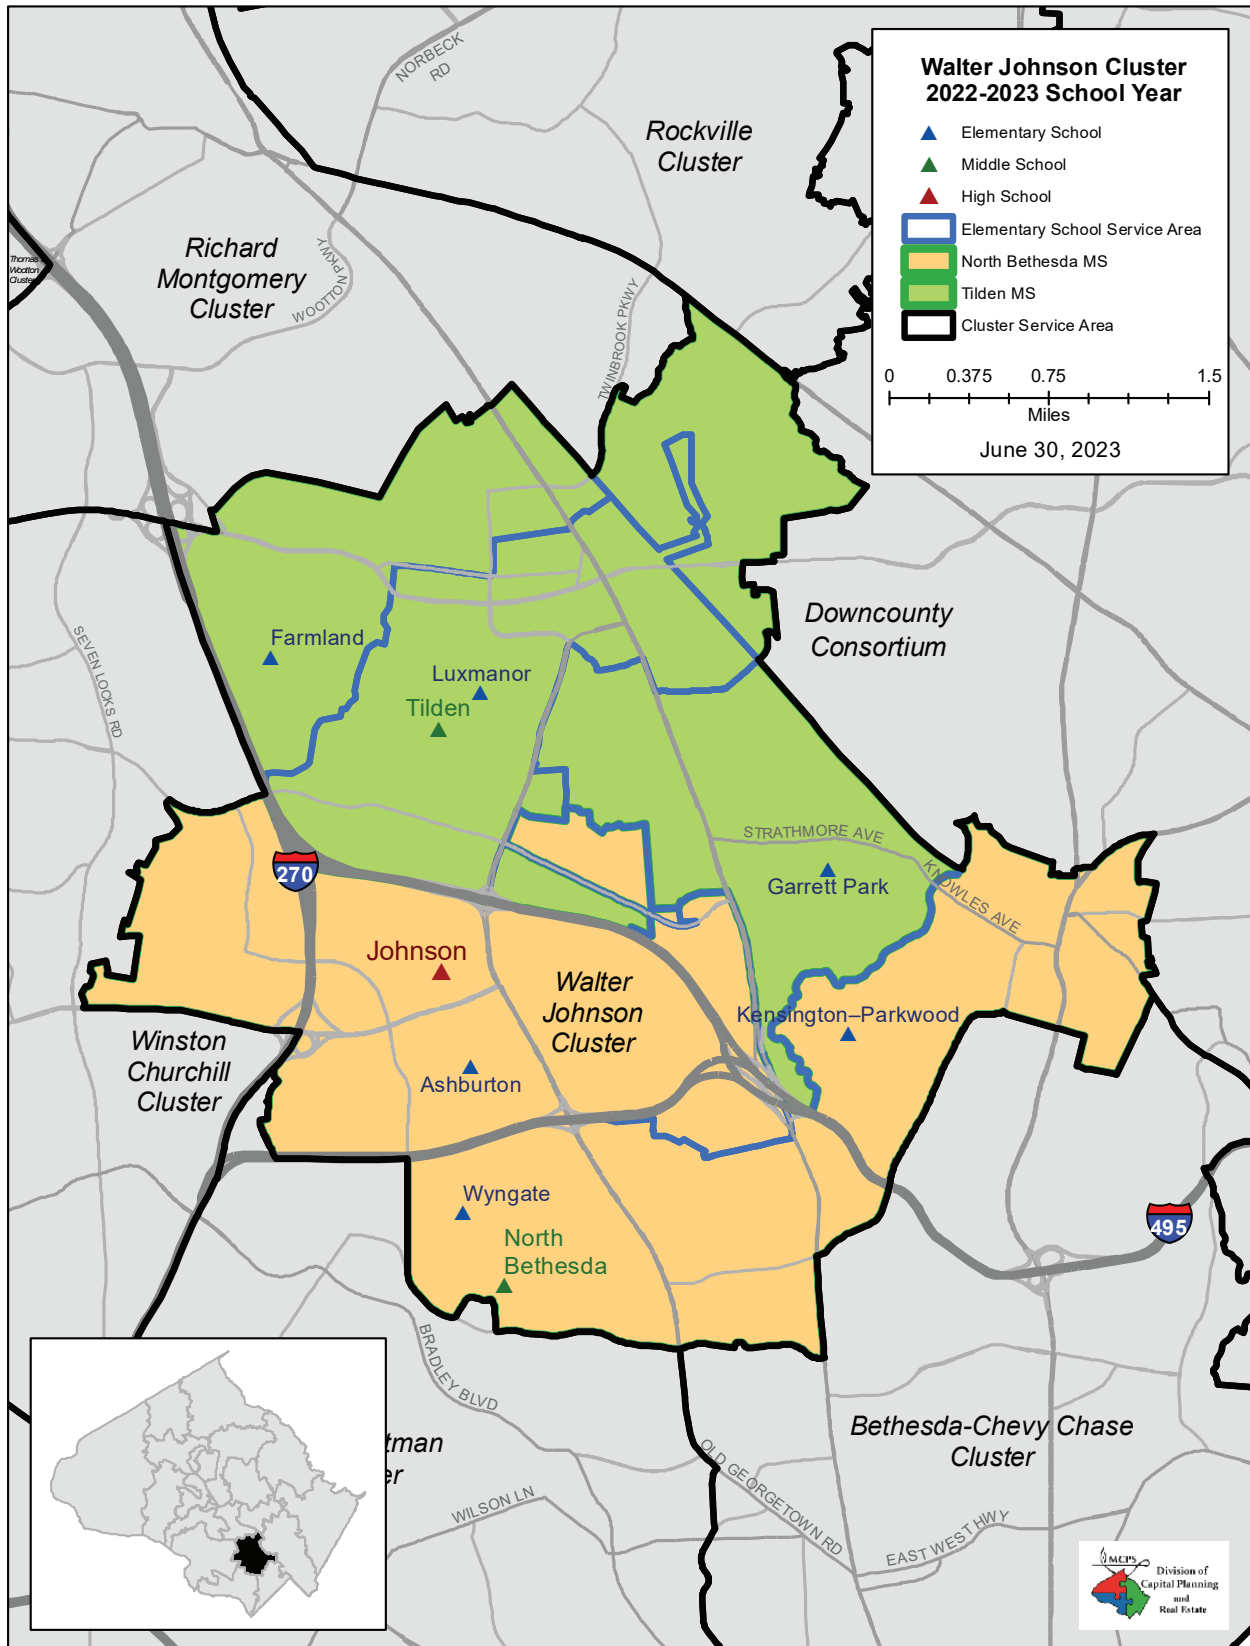 Walter Johnson Cluster
2022-2023 School Year
Elementary School
Middle School
High School
Elementary School Service Area
North Bethesda MS
Tilden MS
Cluster Service Area
0 0.375 0.75 1.5
Miles
June 30, 2023
NORBECK
RD
Rockville
Cluster
Richard
Montgomery
Cluster
Thomas
Wootton
Cluster
WOOTTON PKWY
TWINBROOK PKWY
Downcounty
Consortium
SEVEN LOCKS RD
Farmland
Luxmanor
Tilden
STRATHMORE AVE
KNOWLES AVE
Garrett Park
270
Johnson
Walter
Johnson
Cluster
Kensington–Parkwood
Winston
Churchill
Cluster
Ashburton
Wyngate
North
Bethesda
495
BRADLEY BLVD
tman
er
Bethesda-Chevy Chase
Cluster
OLD GEORGETOWN RD
WILSON LN
EAST WEST HWY
MCPS
Division of
Capital Planning
and
Real Estate